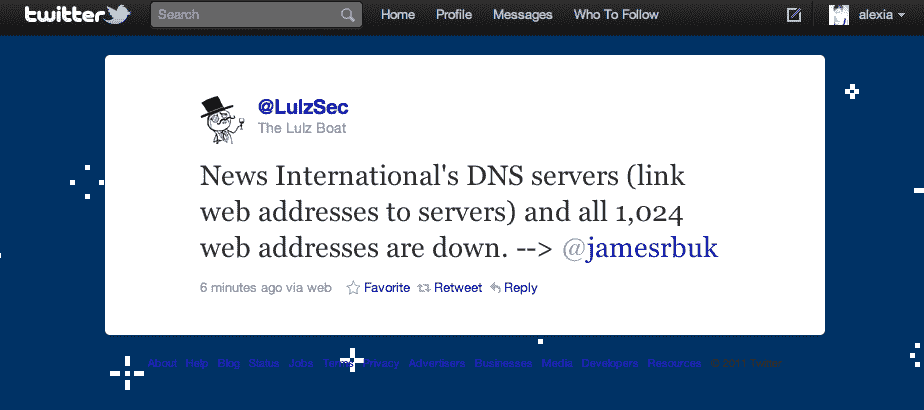 twitter Search Home Profile Messages Who To Follow alexia
@LulzSec
The Lulz Boat
News International's DNS servers (link
web addresses to servers) and all 1,024
web addresses are down. --> @jamesrbuk
6 minutes ago via web Favorite Retweet Reply
About Help Blog Status Jobs Terms Privacy Advertisers Businesses Media Developers Resources © 2011 Twitter